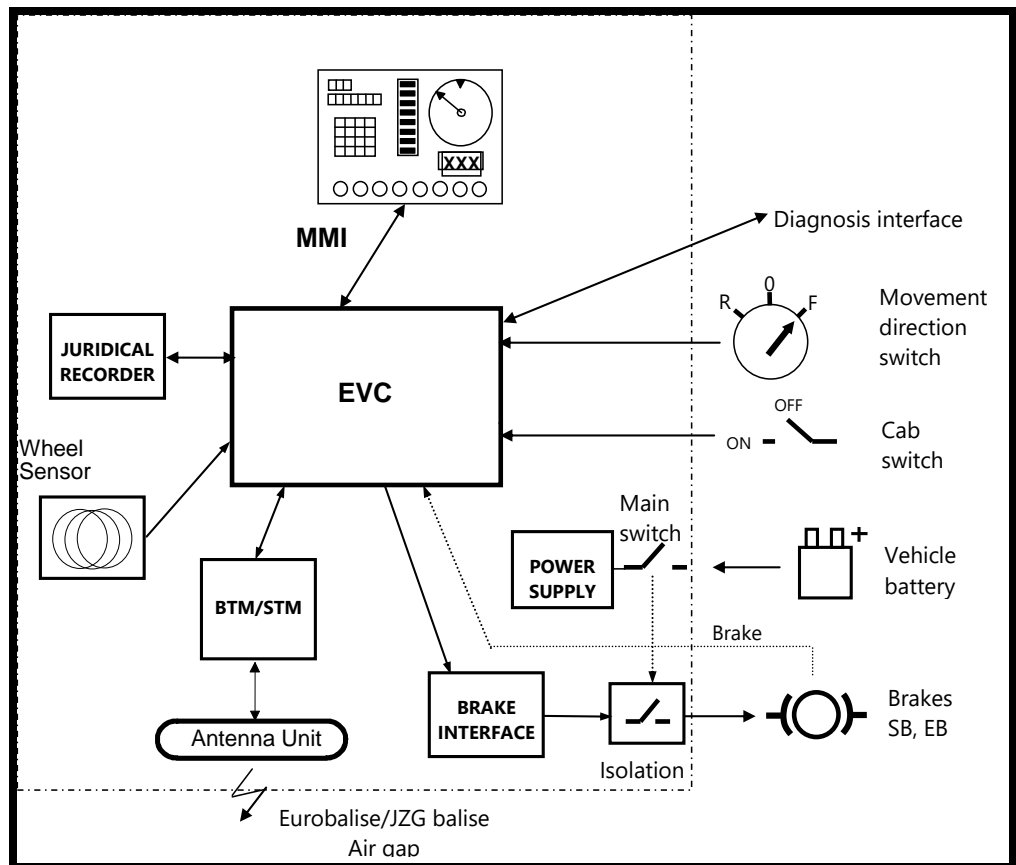 XXX
MMI
Diagnosis interface
R
0
F
Movement
direction
switch
JURIDICAL
RECORDER
EVC
OFF
ON
Cab
switch
Wheel
Sensor
Main
switch
POWER
SUPPLY
+
Vehicle
battery
BTM/STM
Brake
BRAKE
INTERFACE
Brakes
SB, EB
Antenna Unit
Isolation
Eurobalise/JZG balise
Air gap